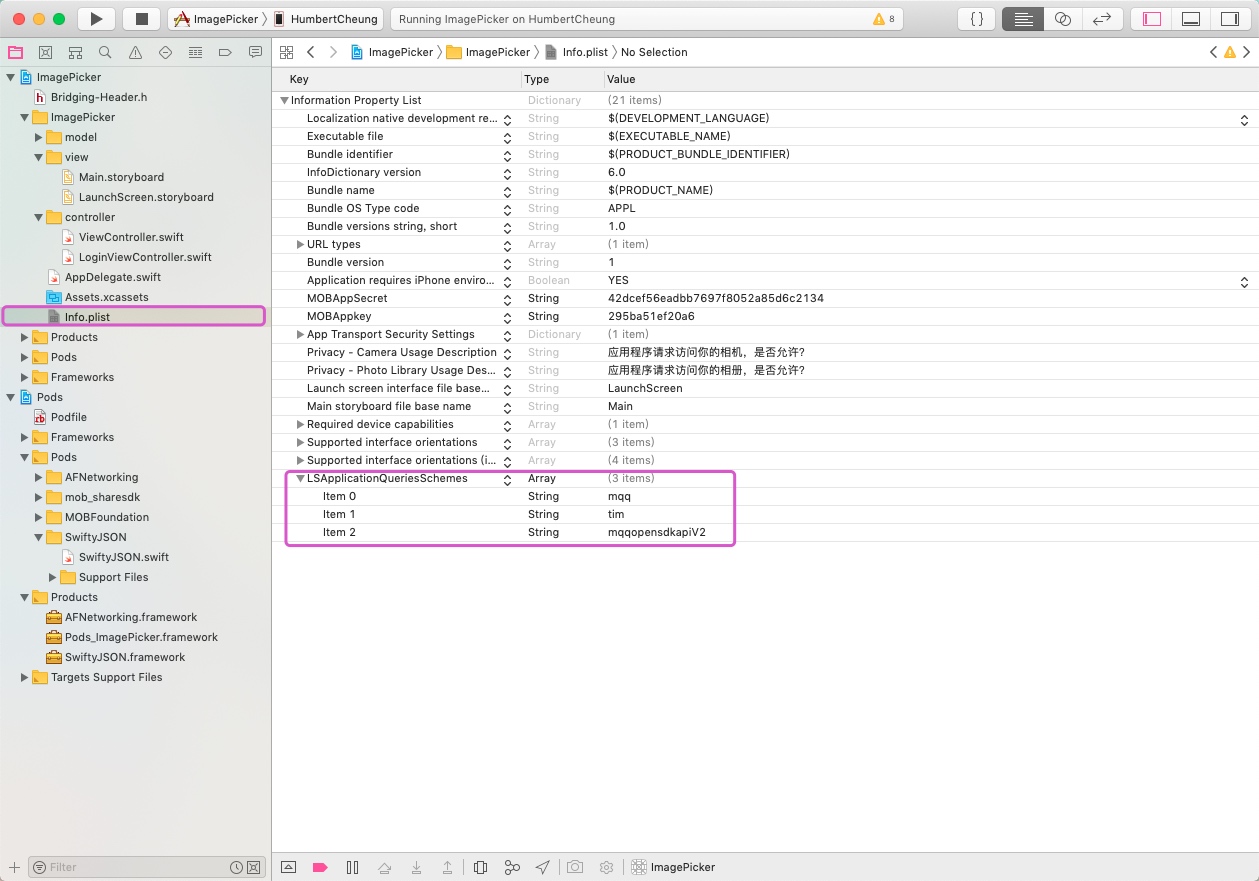 ImagePicker HumbertCheung Running ImagePicker on HumbertCheung 8 {}
ImagePicker ImagePicker Info.plist No Selection
Key Type Value
ImagePicker
Bridging-Header.h
ImagePicker
model
view
Main.storyboard
LaunchScreen.storyboard
controller
ViewController.swift
LoginViewController.swift
AppDelegate.swift
Assets.xcassets
Info.plist
Products
Pods
Frameworks
Pods
Podfile
Frameworks
Pods
AFNetworking
mob_sharesdk
MOBFoundation
SwiftyJSON
SwiftyJSON.swift
Support Files
Products
AFNetworking.framework
Pods_ImagePicker.framework
SwiftyJSON.framework
Targets Support Files
Information Property List Dictionary (21 items)
Localization native development re... String $(DEVELOPMENT_LANGUAGE)
Executable file String $(EXECUTABLE_NAME)
Bundle identifier String $(PRODUCT_BUNDLE_IDENTIFIER)
InfoDictionary version String 6.0
Bundle name String $(PRODUCT_NAME)
Bundle OS Type code String APPL
Bundle versions string, short String 1.0
URL types Array (1 item)
Bundle version String 1
Application requires iPhone enviro... Boolean YES
MOBAppSecret String 42dcef56eadbb7697f8052a85d6c2134
MOBAppkey String 295ba51ef20a6
App Transport Security Settings Dictionary (1 item)
Privacy - Camera Usage Description String 应用程序请求访问你的相机，是否允许?
Privacy - Photo Library Usage Des... String 应用程序请求访问你的相册，是否允许?
Launch screen interface file base... String LaunchScreen
Main storyboard file base name String Main
Required device capabilities Array (1 item)
Supported interface orientations Array (3 items)
Supported interface orientations (i... Array (4 items)
LSApplicationQueriesSchemes Array (3 items)
Item 0 String mqq
Item 1 String tim
Item 2 String mqqopensdkapiV2
Filter ImagePicker